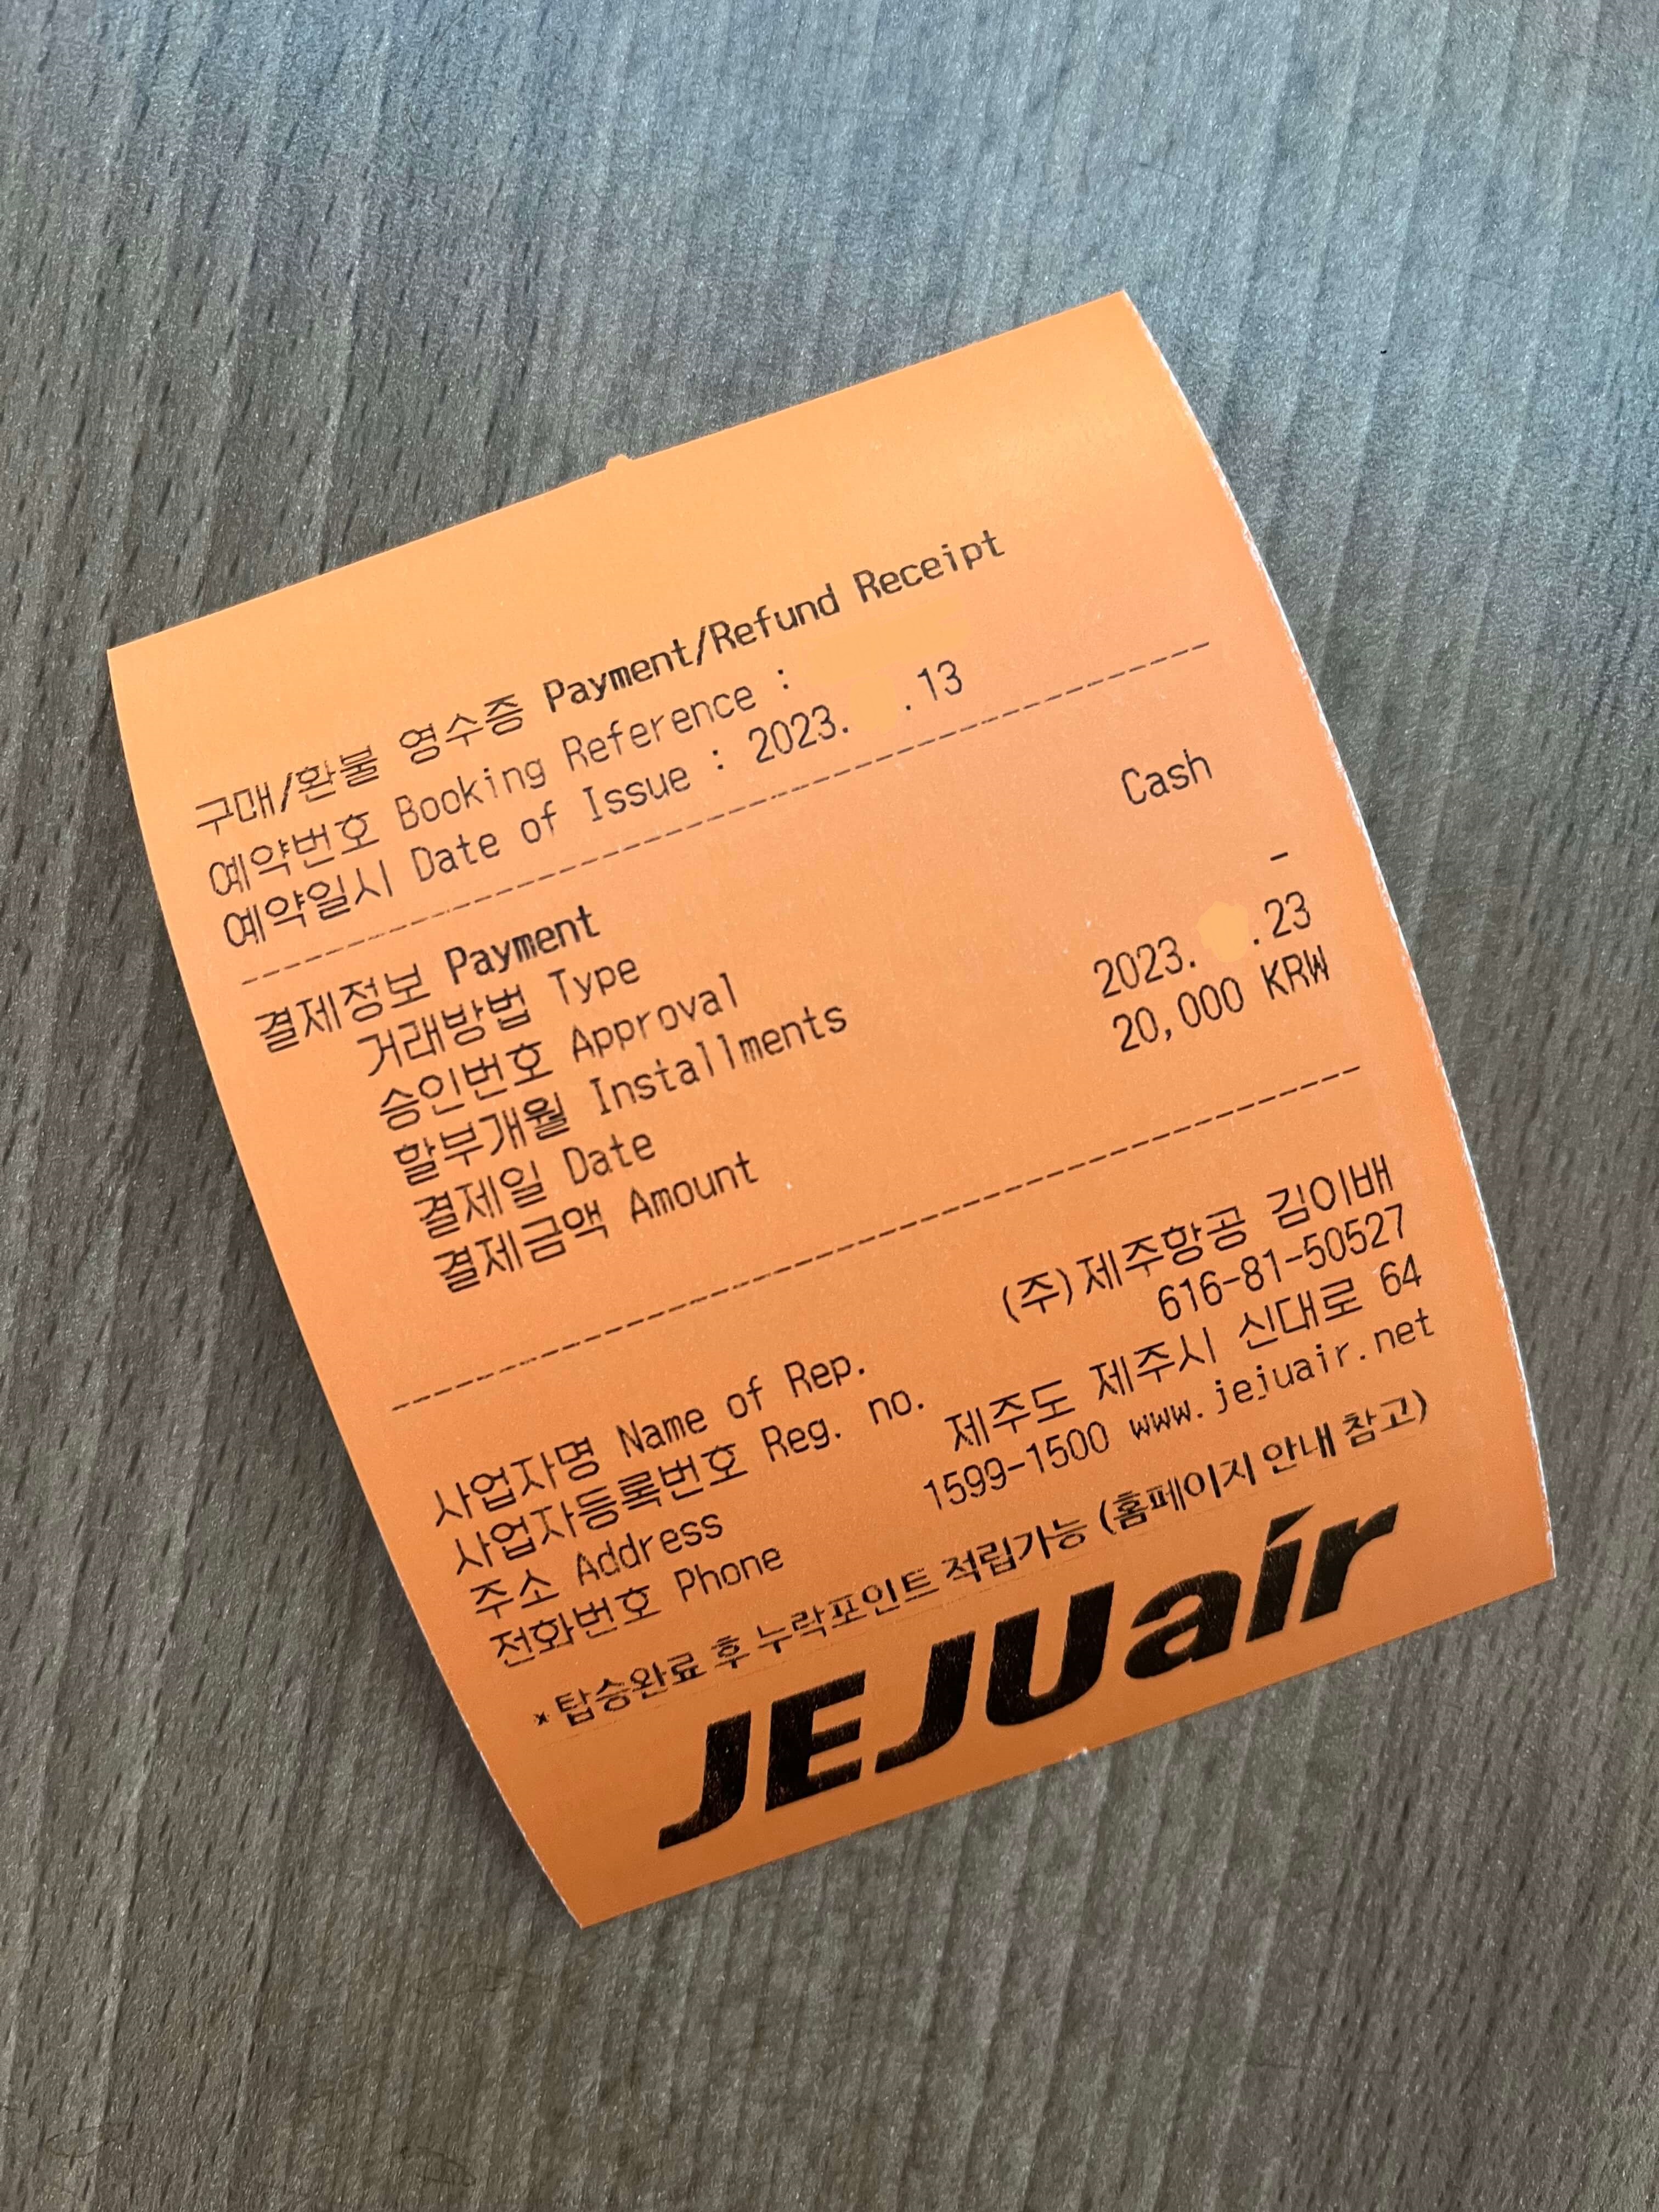 구매/환불 영수증 Payment/Refund Receipt
예약번호 Booking Reference :
예약일시 Date of Issue : 2023. .13
결제정보 Payment
거래방법 Type Cash
승인번호 Approval
할부개월 Installments -
결제일 Date 2023. .23
결제금액 Amount 20,000 KRW
사업자명 Name of Rep. (주)제주항공 김이배
사업자등록번호 Reg. no. 616-81-50527
주소 Address 제주도 제주시 신대로 64
전화번호 Phone 1599-1500 www.jejuair.net
*탑승완료 후 누락포인트 적립가능 (홈페이지 안내 참고)
JEJUair